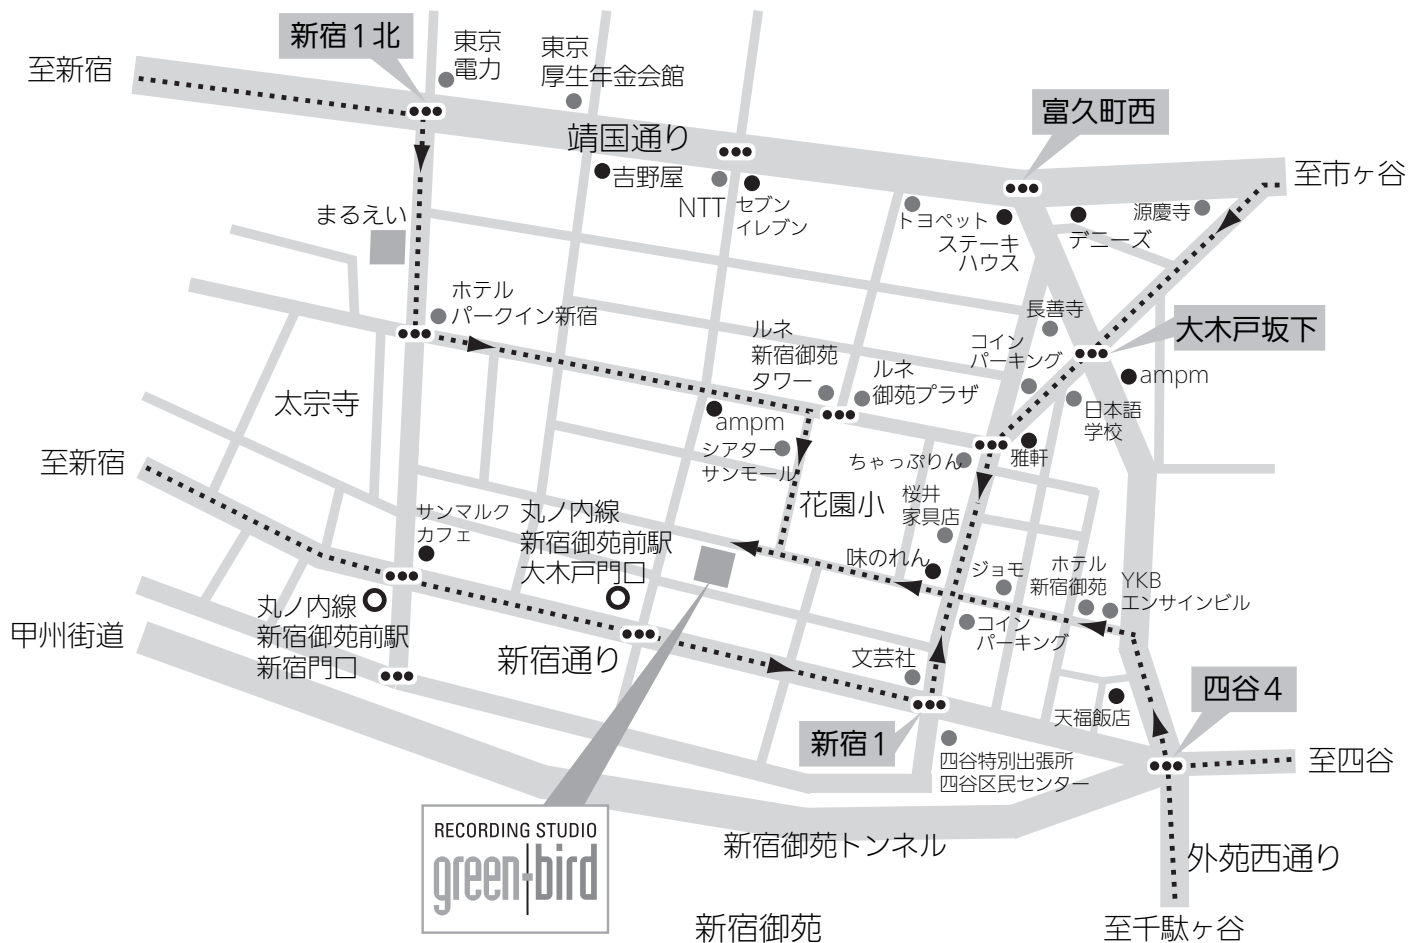 新宿1北
東京
電力
東京
厚生年金会館
至新宿
靖国通り
富久町西
吉野屋
NTT
セブン
イレブン
至市ヶ谷
トヨペット
ステーキ
ハウス
デニーズ
源慶寺
まるえい
ホテル
パークイン新宿
長善寺
コイン
パーキング
大木戸坂下
ampm
日本語
学校
ルネ
新宿御苑
タワー
ルネ
御苑プラザ
太宗寺
ampm
シアター
サンモール
ちゃっぷりん
雅軒
至新宿
花園小
桜井
家具店
サンマルク
カフェ
丸ノ内線
新宿御苑前駅
大木戸門口
味のれん
ジョモ
ホテル
新宿御苑
YKB
エンサインビル
丸ノ内線
新宿御苑前駅
新宿門口
甲州街道
新宿通り
コイン
パーキング
文芸社
四谷4
天福飯店
新宿1
四谷特別出張所
四谷区民センター
至四谷
RECORDING STUDIO
green bird
新宿御苑トンネル
外苑西通り
新宿御苑
至千駄ヶ谷